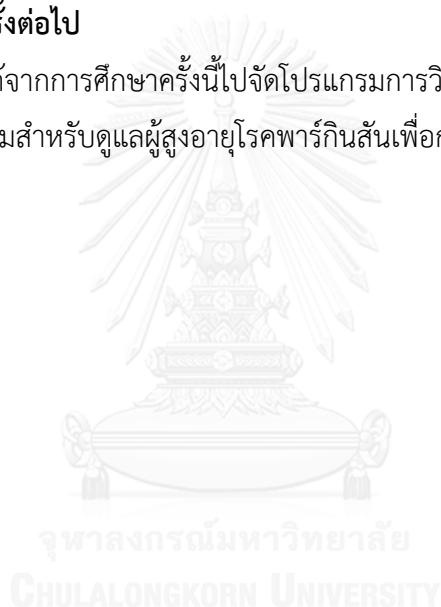 รั้งต่อไป
้จากการศึกษาครั้งนี้ไปจัดโปรแกรมการวิ
มสำหรับดูแลผู้สูงอายุโรคพาร์กินสันเพื่อก
จุฬาลงกรณ์มหาวิทยาลัย
CHULALONGKORN UNIVERSITY